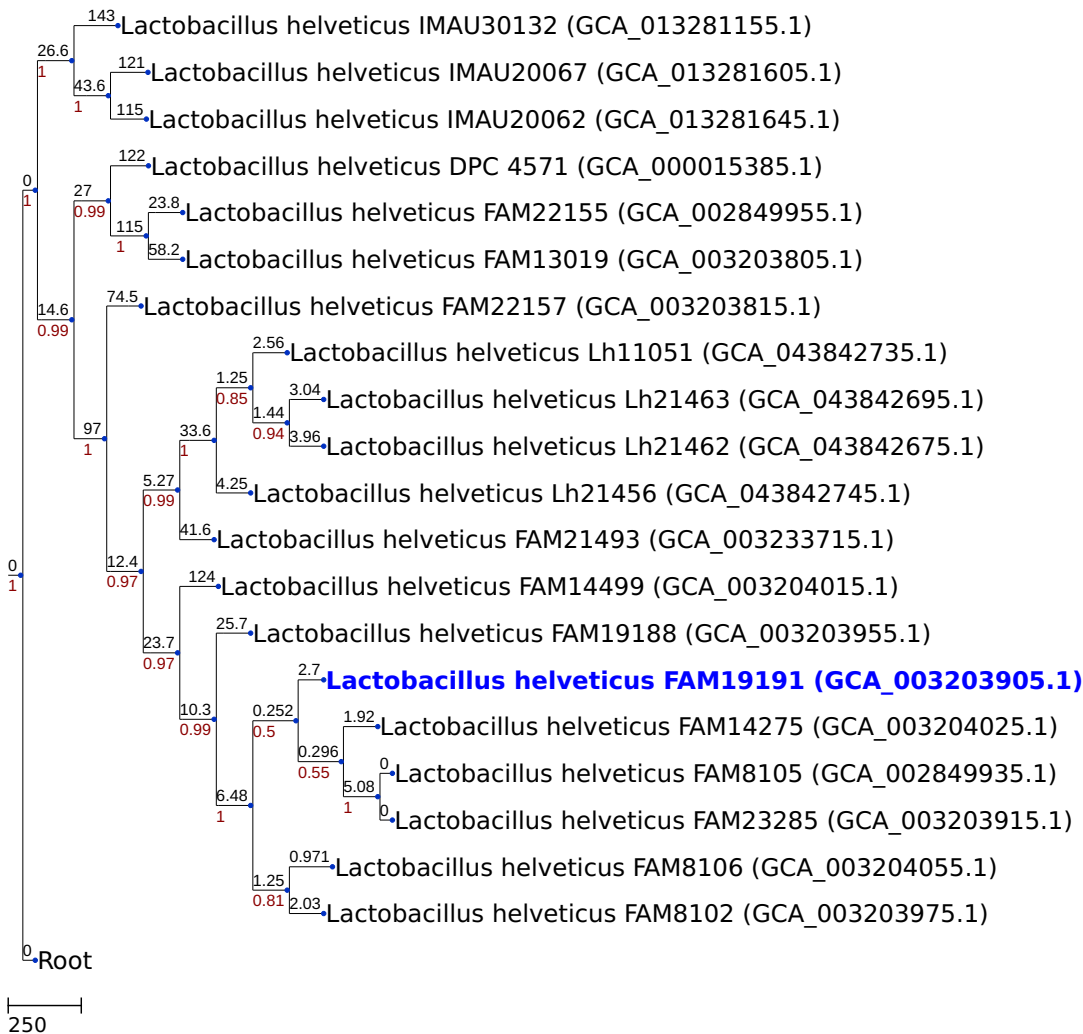 143
Lactobacillus helveticus IMAU30132 (GCA_013281155.1)
26.6
1
121
Lactobacillus helveticus IMAU20067 (GCA_013281605.1)
43.6
1
115
Lactobacillus helveticus IMAU20062 (GCA_013281645.1)
0
1
122
Lactobacillus helveticus DPC 4571 (GCA_000015385.1)
27
0.99
23.8
Lactobacillus helveticus FAM22155 (GCA_002849955.1)
115
1
58.2
Lactobacillus helveticus FAM13019 (GCA_003203805.1)
14.6
0.99
74.5
Lactobacillus helveticus FAM22157 (GCA_003203815.1)
2.56
Lactobacillus helveticus Lh11051 (GCA_043842735.1)
1.25
0.85
3.04
Lactobacillus helveticus Lh21463 (GCA_043842695.1)
1.44
0.94
3.96
Lactobacillus helveticus Lh21462 (GCA_043842675.1)
97
1
33.6
1
4.25
Lactobacillus helveticus Lh21456 (GCA_043842745.1)
5.27
0.99
41.6
Lactobacillus helveticus FAM21493 (GCA_003233715.1)
0
1
12.4
0.97
124
Lactobacillus helveticus FAM14499 (GCA_003204015.1)
23.7
0.97
25.7
Lactobacillus helveticus FAM19188 (GCA_003203955.1)
2.7
Lactobacillus helveticus FAM19191 (GCA_003203905.1)
10.3
0.99
0.252
0.5
1.92
Lactobacillus helveticus FAM14275 (GCA_003204025.1)
0.296
0.55
0
Lactobacillus helveticus FAM8105 (GCA_002849935.1)
5.08
1
0
Lactobacillus helveticus FAM23285 (GCA_003203915.1)
6.48
1
0.971
Lactobacillus helveticus FAM8106 (GCA_003204055.1)
1.25
0.81
2.03
Lactobacillus helveticus FAM8102 (GCA_003203975.1)
0
Root
250